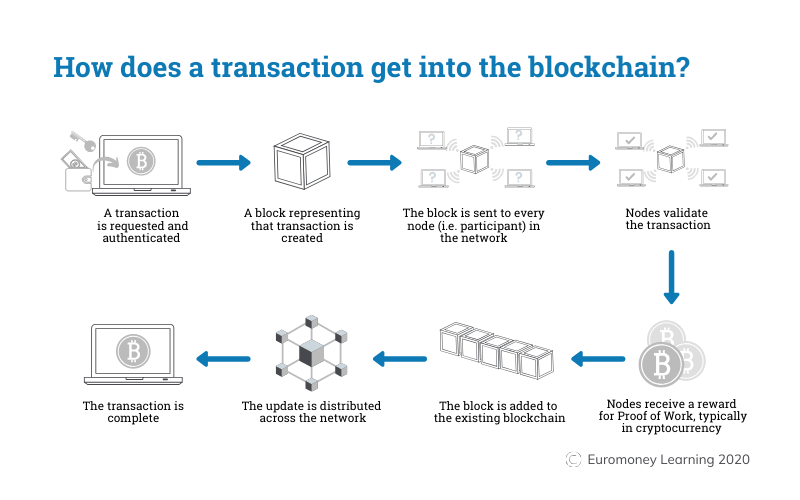 How does a transaction get into the blockchain?
A transaction
is requested and
authenticated
A block representing
that transaction is
created
The block is sent to every
node (i.e. participant) in
the network
Nodes validate
the transaction
Nodes receive a reward
for Proof of Work, typically
in cryptocurrency
The block is added to
the existing blockchain
The update is distributed
across the network
The transaction is
complete
© Euromoney Learning 2020